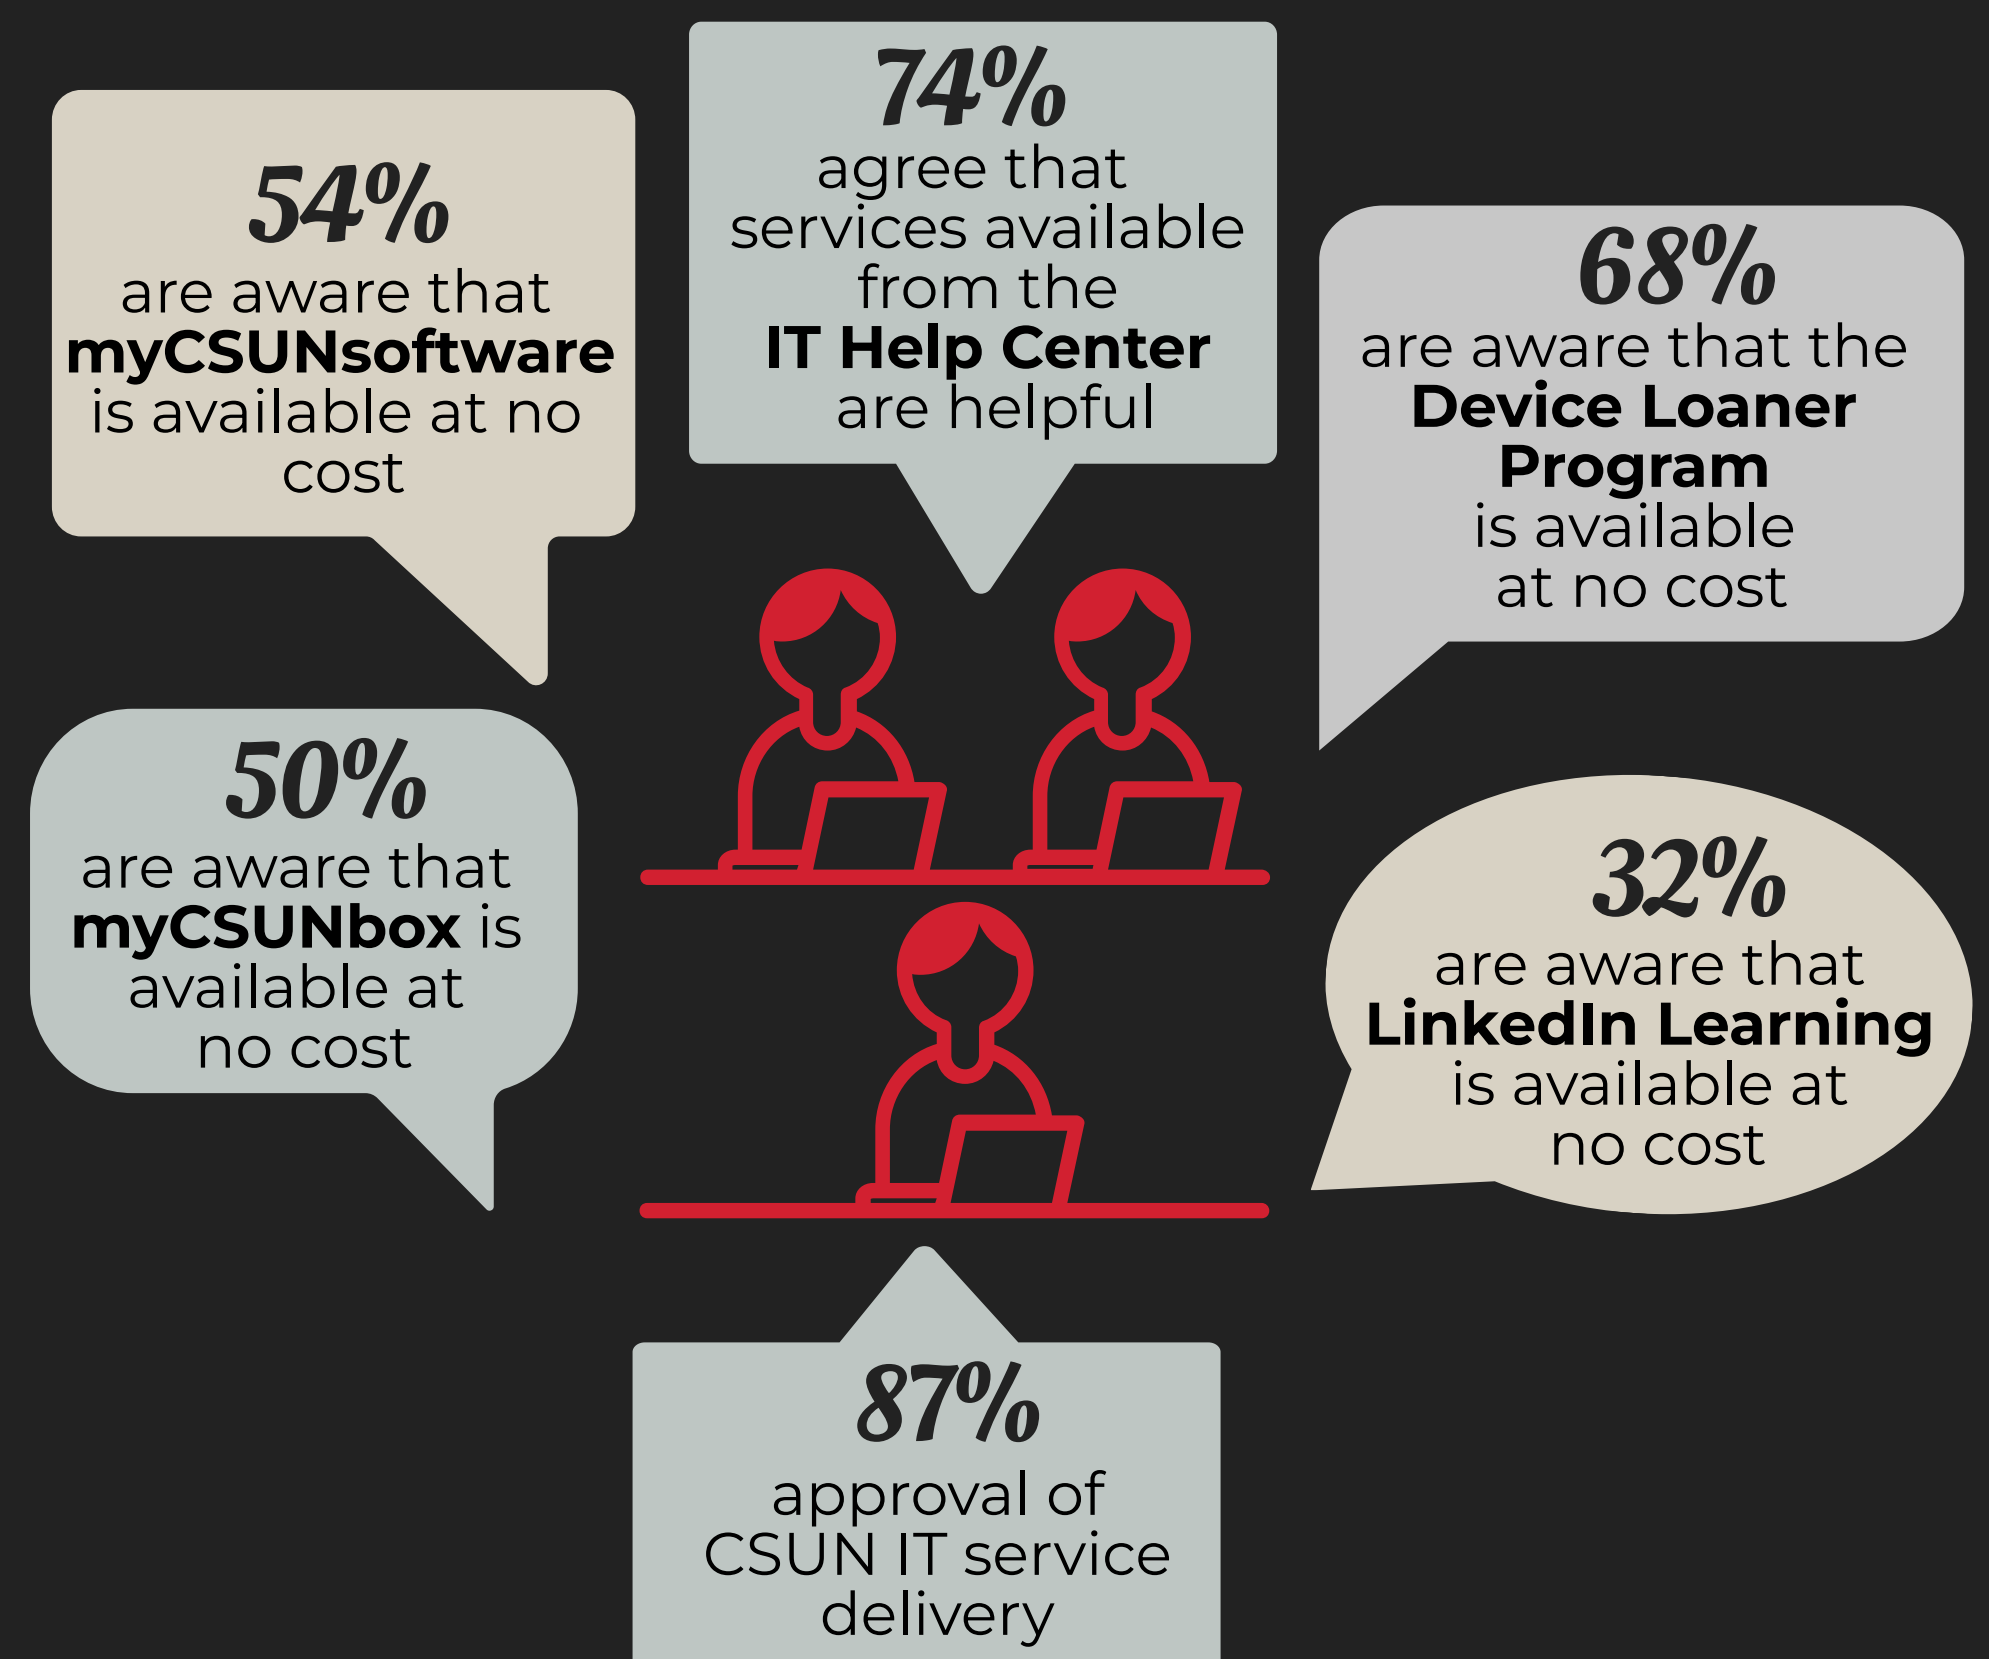 54%
are aware that
myCSUNsoftware
is available at no
cost
74%
agree that
services available
from the
IT Help Center
are helpful
68%
are aware that the
Device Loaner
Program
is available
at no cost
50%
are aware that
myCSUNbox is
available at
no cost
32%
are aware that
LinkedIn Learning
is available at
no cost
87%
approval of
CSUN IT service
delivery